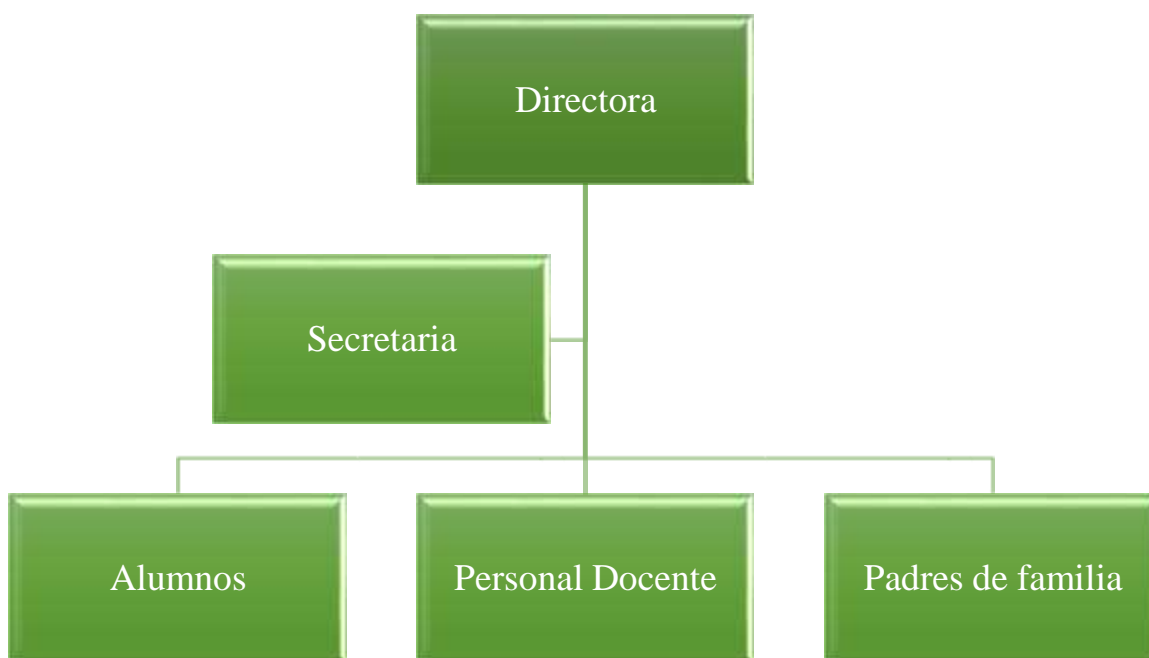 Directora
Secretaria
Alumnos
Personal Docente
Padres de familia